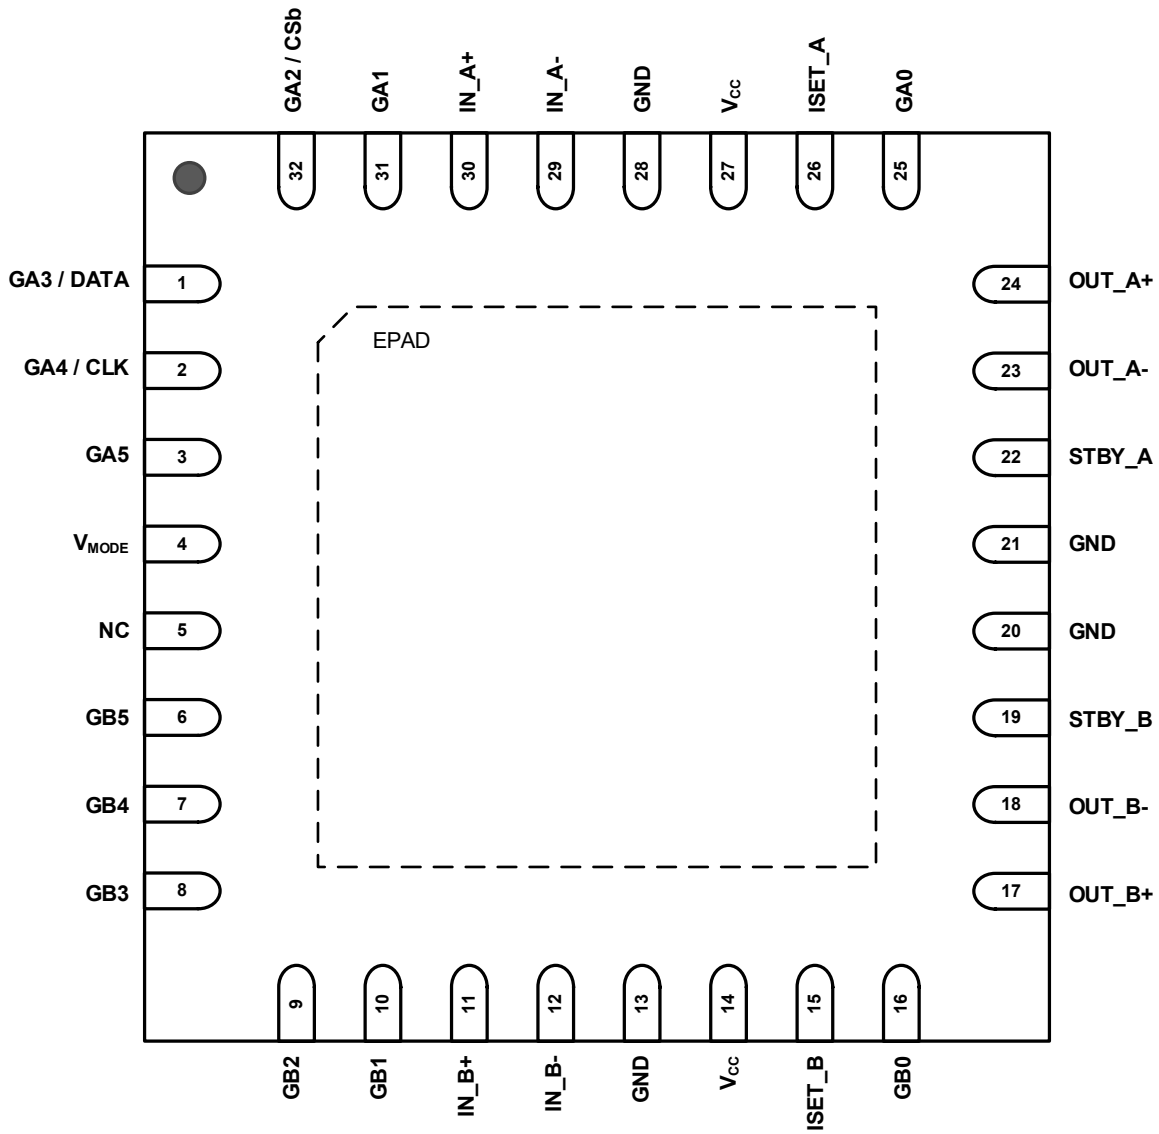 GA2 / CSb
GA1
IN_A+
IN_A-
GND
VCC
ISET_A
GA0
32
31
30
29
28
27
26
25
GA3 / DATA
1
24
OUT_A+
EPAD
GA4 / CLK
2
23
OUT_A-
GA5
3
22
STBY_A
VMODE
4
21
GND
NC
5
20
GND
GB5
6
19
STBY_B
GB4
7
18
OUT_B-
GB3
8
17
OUT_B+
9
10
11
12
13
14
15
16
GB2
GB1
IN_B+
IN_B-
GND
VCC
ISET_B
GB0